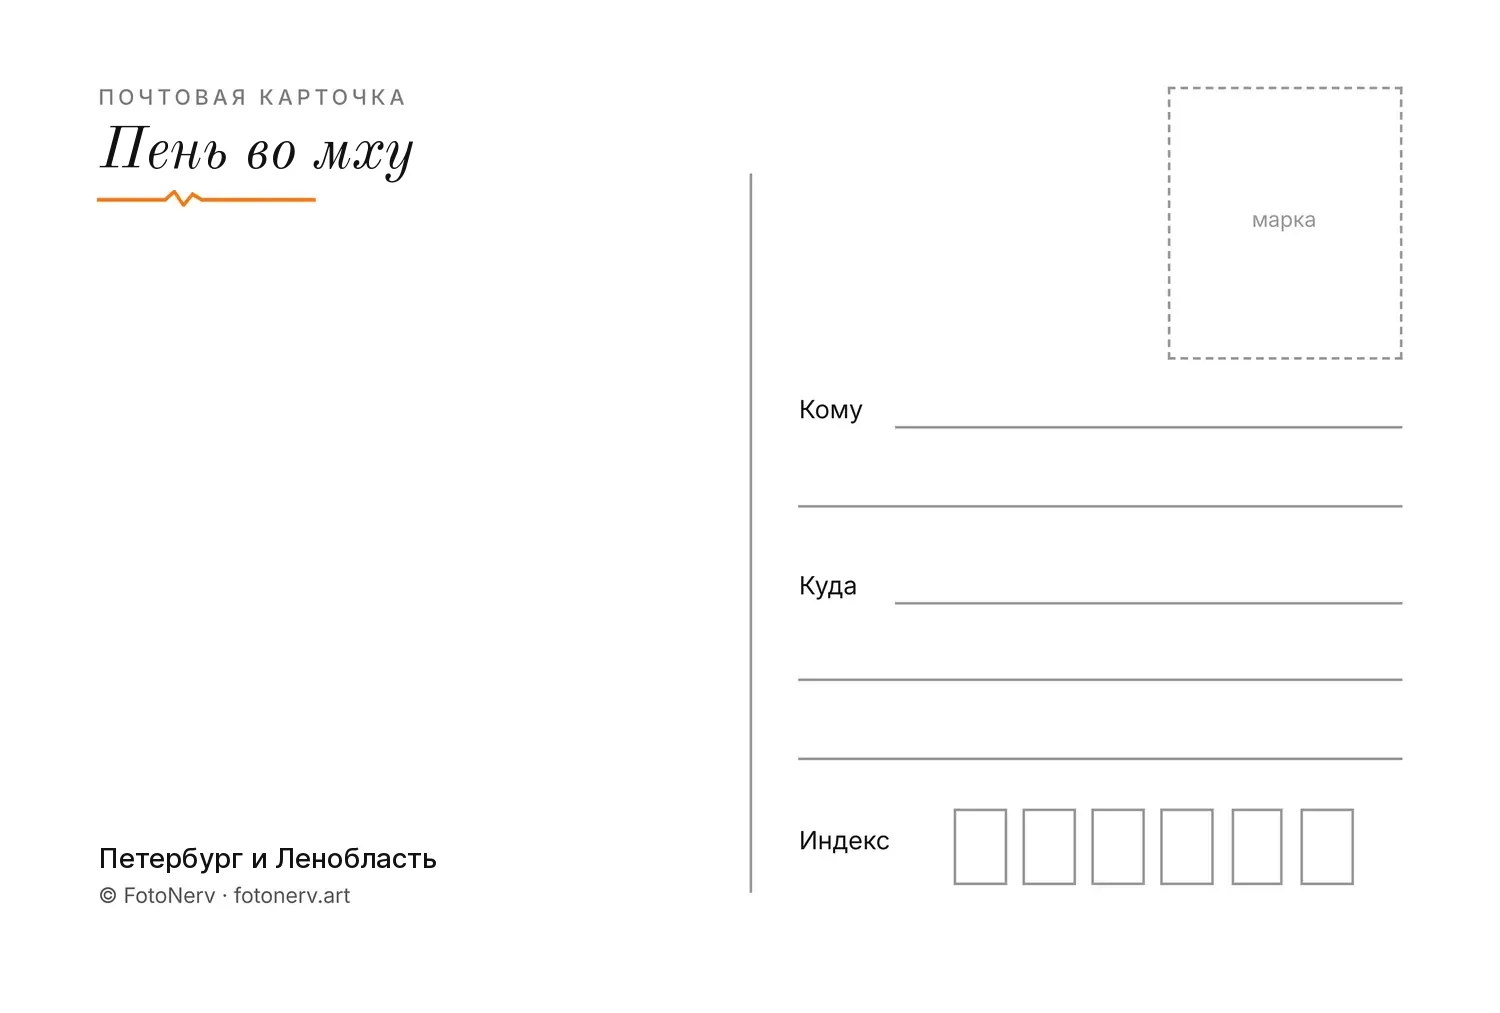 ПОЧТОВАЯ КАРТОЧКА
Пень во мху
марка
Кому
Куда
Индекс
Петербург и Ленобласть
© FotoNerv · fotonerv.art